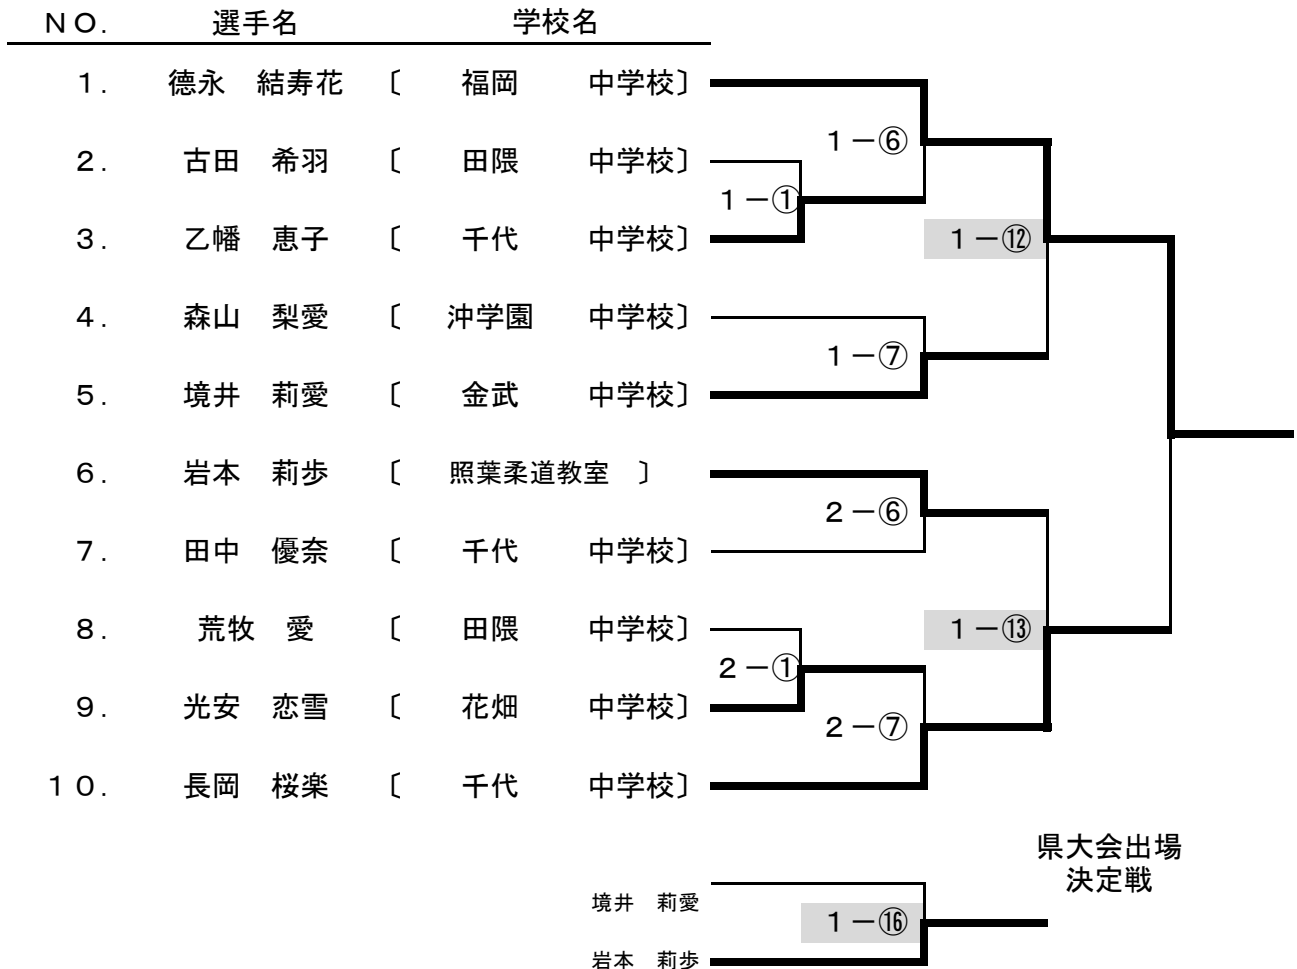 ＮＯ． 選手名 学校名
１． 德永　結寿花 〔 福岡 中学校〕
1－⑥
２． 古田　希羽 〔 田隈 中学校〕
1－①
３． 乙幡　恵子 〔 千代 中学校〕
1－⑫
４． 森山　梨愛 〔 沖学園 中学校〕
1－⑦
５． 境井　莉愛 〔 金武 中学校〕
６． 岩本　莉歩 〔 照葉柔道教室 〕
2－⑥
７． 田中　優奈 〔 千代 中学校〕
８． 荒牧　愛 〔 田隈 中学校〕
1－⑬
2－①
９． 光安　恋雪 〔 花畑 中学校〕
2－⑦
１０． 長岡　桜楽 〔 千代 中学校〕
県大会出場
決定戦
境井　莉愛
1－⑯
岩本　莉歩